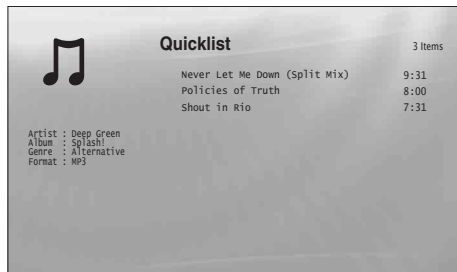 Quicklist 3 Items
Never Let Me Down (Split Mix) 9:31
Policies of Truth 8:00
Shout in Rio 7:31
Artist : Deep Green
Album : Splash!
Genre : Alternative
Format : MP3